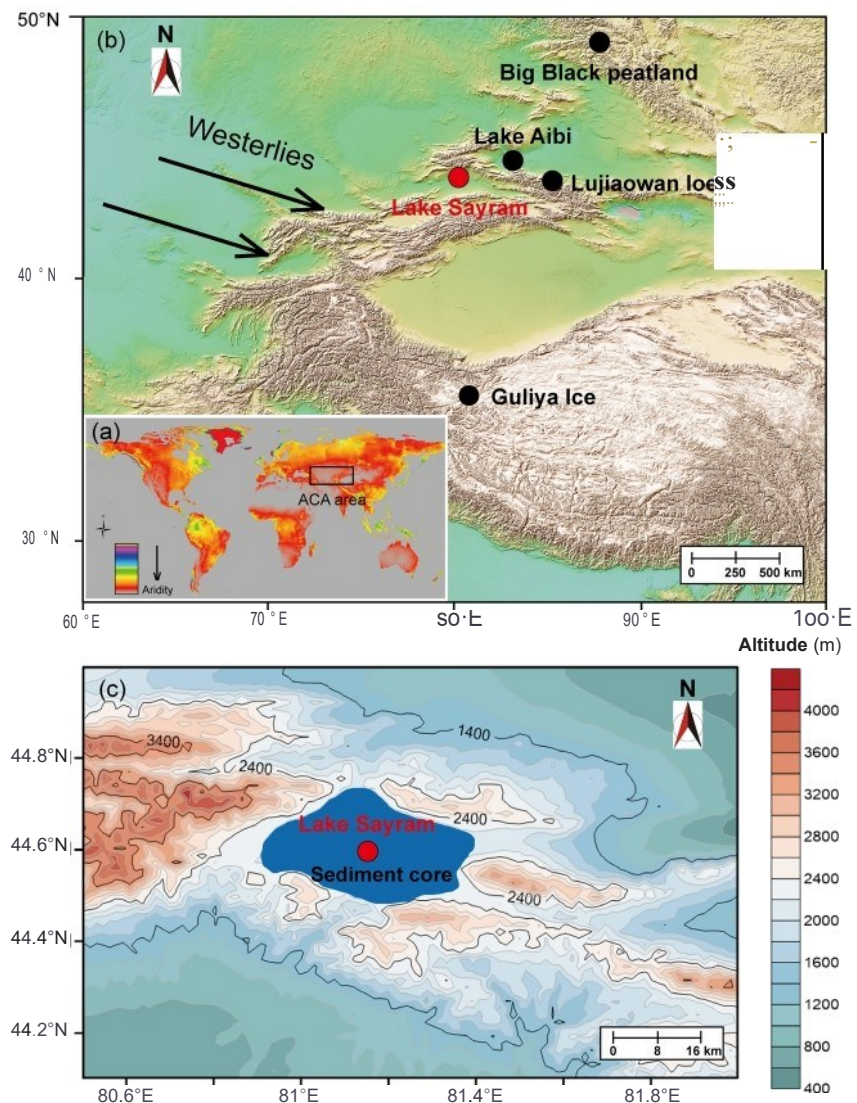 50°N
(b)
N
Big Black peatland
Westerlies
Lake Aibi
Lujiaowan loess
Lake Sayram
40 °N
Guliya Ice
(a)
ACA area
Aridity
30 °N
0 250 500 km
60 °E 70 °E so·E 90 °E 100·E
Altitude (m)
(c)
N
44.8°N
3400
1400
2400
4000
3600
3200
2800
2400
2000
1600
1200
800
400
44.6°N
Lake Sayram
2400
Sediment core
2400
44.4°N
44.2°N
0 8 16 km
80.6°E 81°E 81.4°E 81.8°E